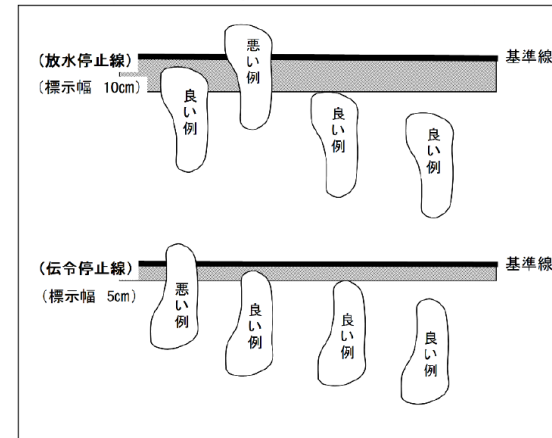 (放水停止線)
(標示幅 10㎝)
基準線
良い例
悪い例
良い例
良い例
(伝令停止線)
(標示幅 5㎝)
基準線
悪い例
良い例
良い例
良い例